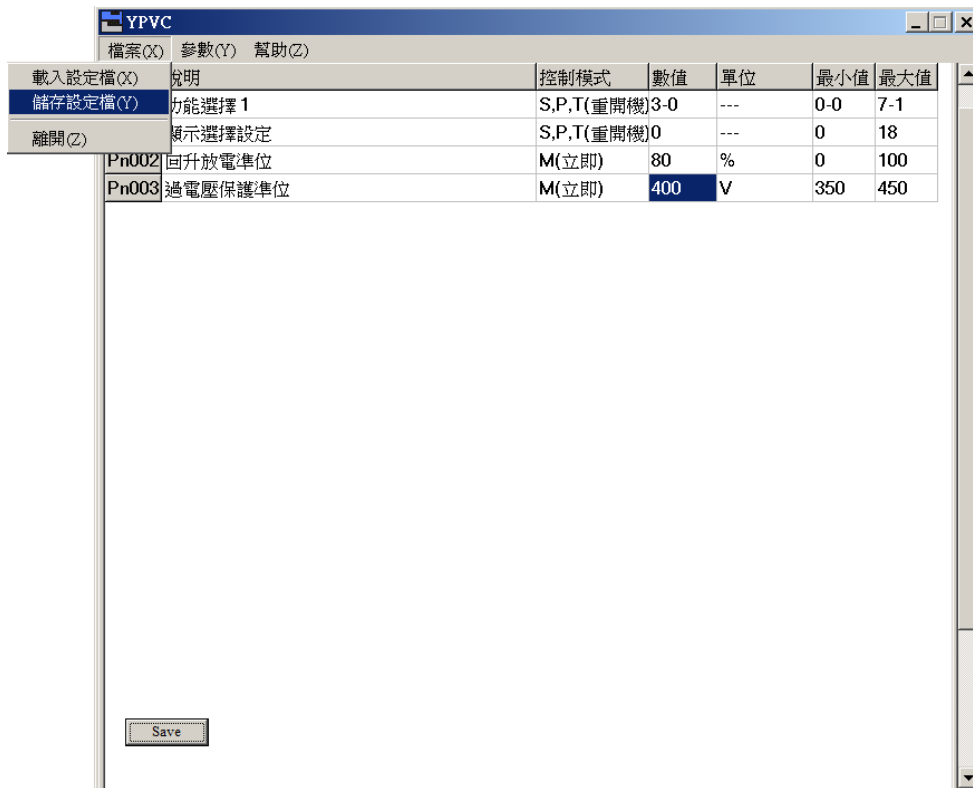 YPVC
檔案(X) 參數(Y) 幫助(Z)
載入設定檔(X)
儲存設定檔(Y)
離開(Z)
說明 控制模式 數值 單位 最小值 最大值
功能選擇 1 S,P,T(重開機) 3-0 --- 0-0 7-1
顯示選擇設定 S,P,T(重開機) 0 --- 0 18
Pn002 回升放電準位 M(立即) 80 % 0 100
Pn003 過電壓保護準位 M(立即) 400 V 350 450
Save